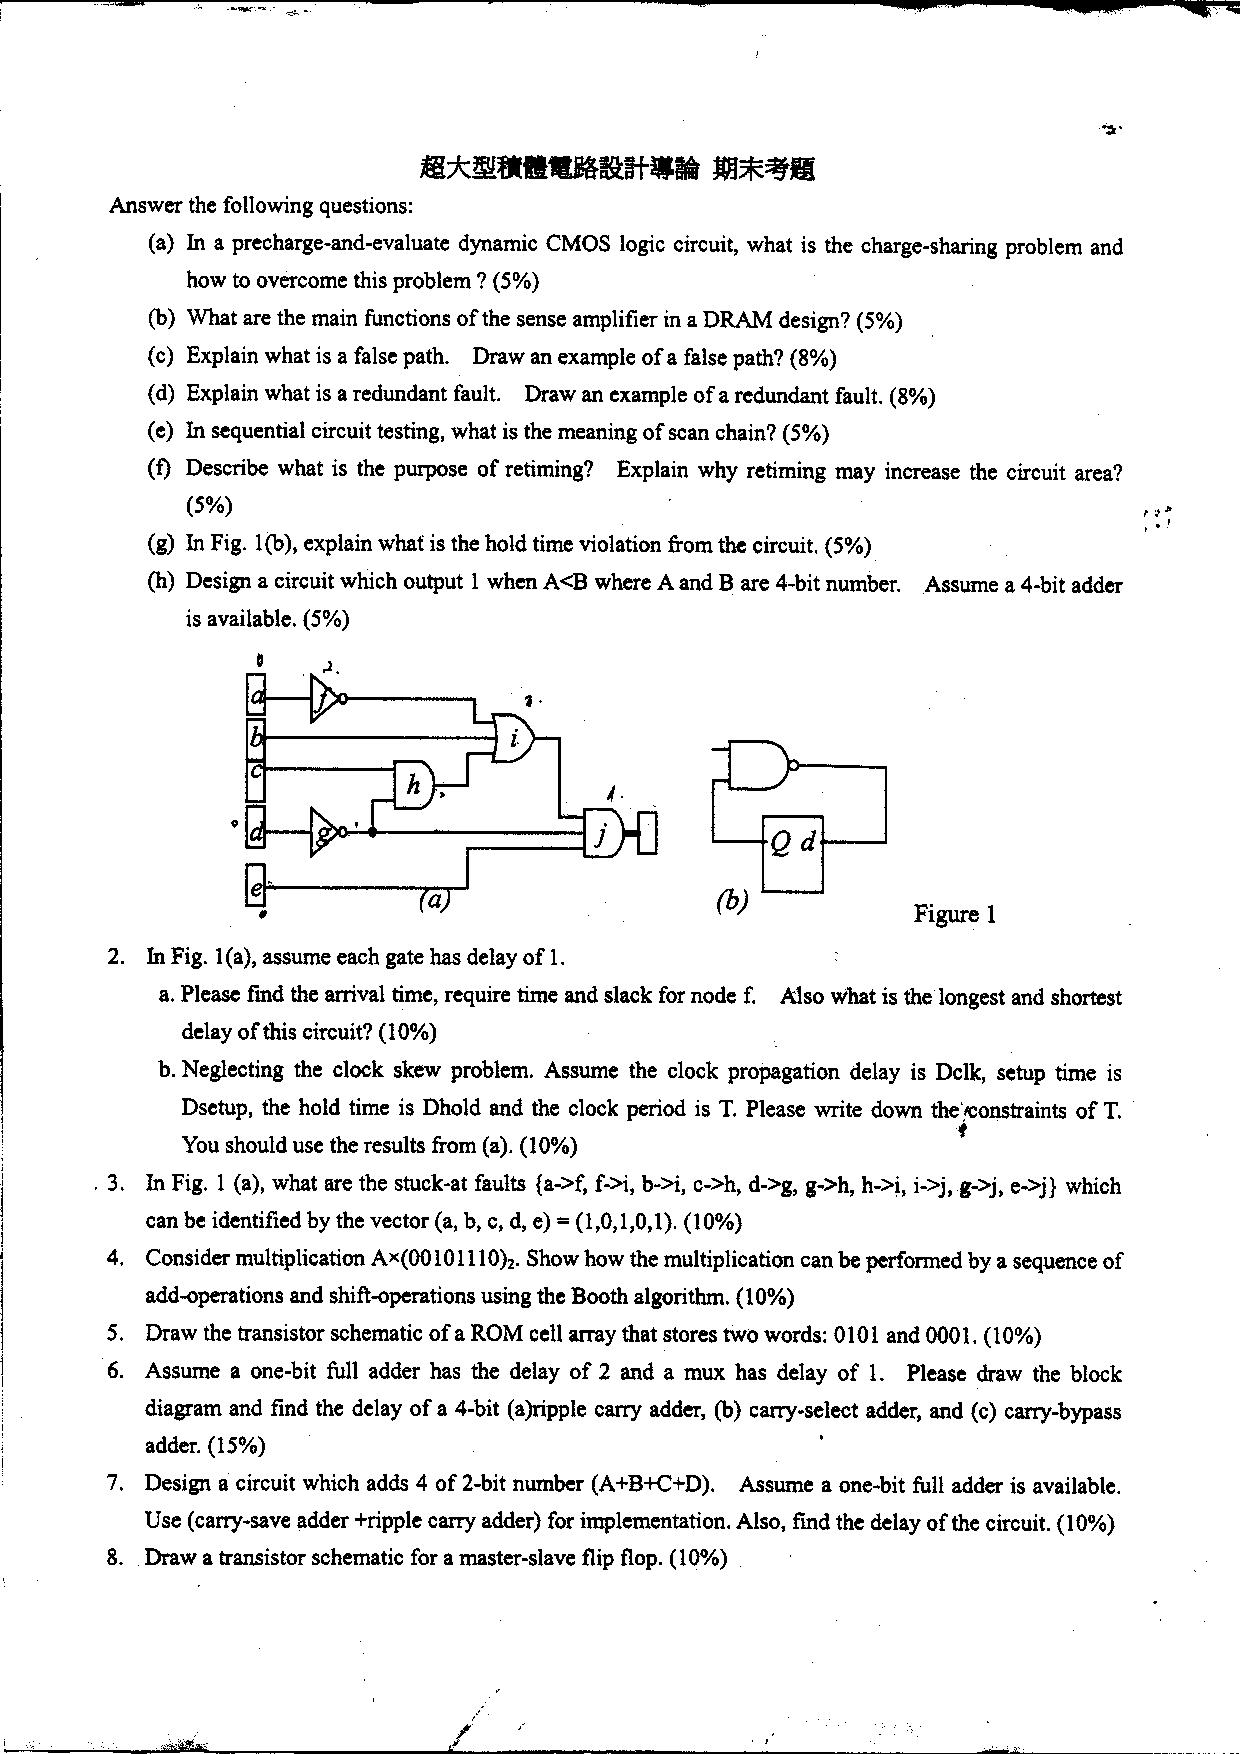 超大型積體電路設計導論 期末考題
Answer the following questions:
(a) In a precharge-and-evaluate dynamic CMOS logic circuit, what is the charge-sharing problem and
how to overcome this problem ? (5%)
(b) What are the main functions of the sense amplifier in a DRAM design? (5%)
(c) Explain what is a false path. Draw an example of a false path? (8%)
(d) Explain what is a redundant fault. Draw an example of a redundant fault. (8%)
(e) In sequential circuit testing, what is the meaning of scan chain? (5%)
(f) Describe what is the purpose of retiming? Explain why retiming may increase the circuit area?
(5%)
(g) In Fig. 1(b), explain what is the hold time violation from the circuit. (5%)
(h) Design a circuit which output 1 when A<B where A and B are 4-bit number. Assume a 4-bit adder
is available. (5%)
0
2.
a
f
b
i
c
h
j
d
g
e
(a)
Q d
(b)
Figure 1
2. In Fig. 1(a), assume each gate has delay of 1.
a. Please find the arrival time, require time and slack for node f. Also what is the longest and shortest
delay of this circuit? (10%)
b. Neglecting the clock skew problem. Assume the clock propagation delay is Dclk, setup time is
Dsetup, the hold time is Dhold and the clock period is T. Please write down the constraints of T.
You should use the results from (a). (10%)
3. In Fig. 1 (a), what are the stuck-at faults {a->f, f->i, b->i, c->h, d->g, g->h, h->i, i->j, g->j, e->j} which
can be identified by the vector (a, b, c, d, e) = (1,0,1,0,1). (10%)
4. Consider multiplication A×(00101110)₂. Show how the multiplication can be performed by a sequence of
add-operations and shift-operations using the Booth algorithm. (10%)
5. Draw the transistor schematic of a ROM cell array that stores two words: 0101 and 0001. (10%)
6. Assume a one-bit full adder has the delay of 2 and a mux has delay of 1. Please draw the block
diagram and find the delay of a 4-bit (a)ripple carry adder, (b) carry-select adder, and (c) carry-bypass
adder. (15%)
7. Design a circuit which adds 4 of 2-bit number (A+B+C+D). Assume a one-bit full adder is available.
Use (carry-save adder +ripple carry adder) for implementation. Also, find the delay of the circuit. (10%)
8. Draw a transistor schematic for a master-slave flip flop. (10%)